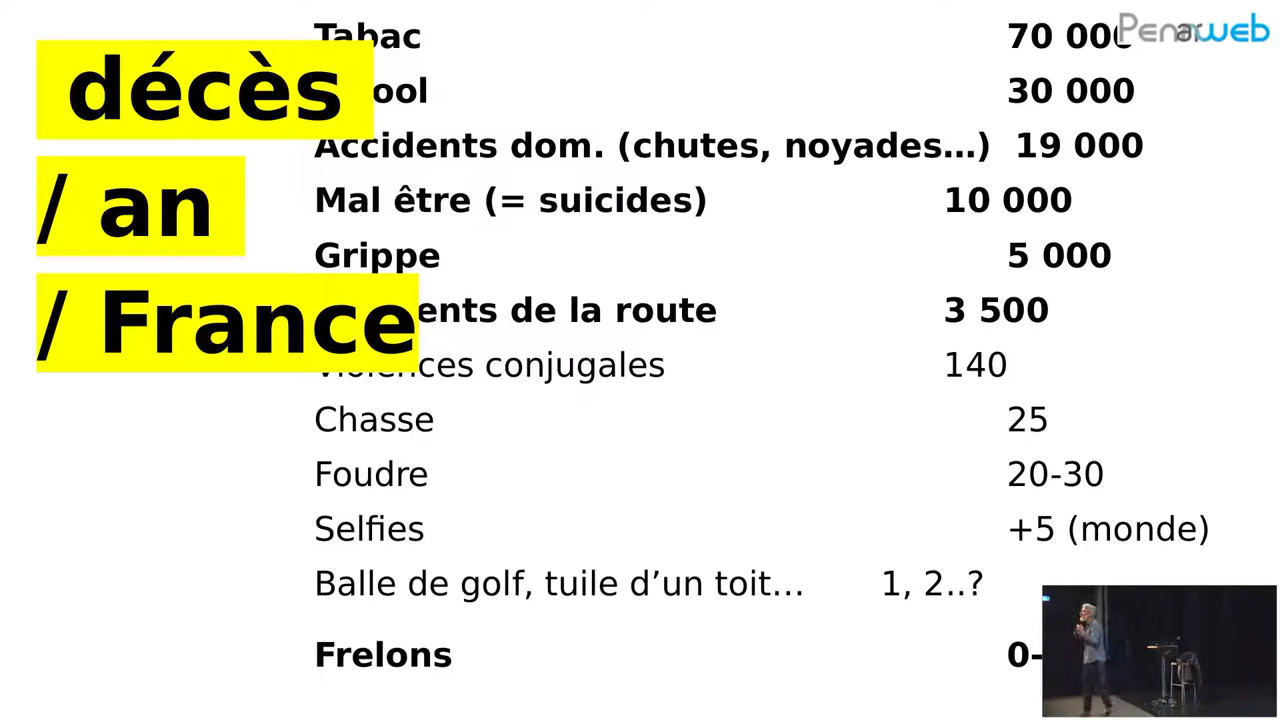 décès
/ an
/ France
Tabac 70 000
ool 30 000
Accidents dom. (chutes, noyades…) 19 000
Mal être (= suicides) 10 000
Grippe 5 000
ents de la route 3 500
Violences conjugales 140
Chasse 25
Foudre 20-30
Selfies +5 (monde)
Balle de golf, tuile d’un toit… 1, 2..?
Frelons 0-